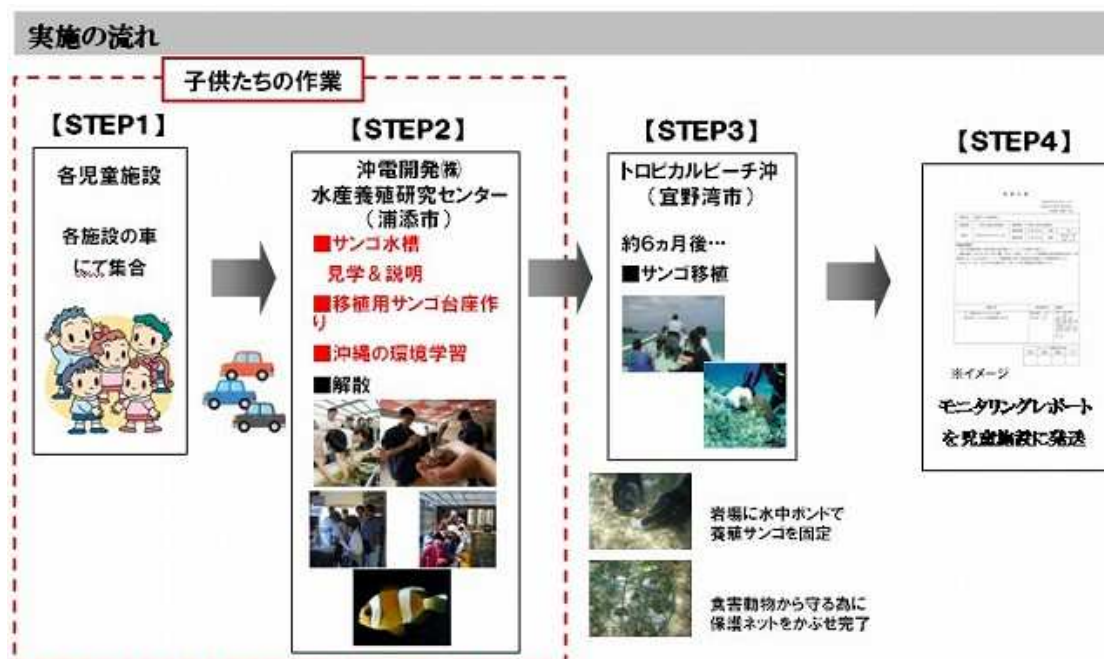 実施の流れ
子供たちの作業
【STEP1】
各児童施設
各施設の車
にて集合
【STEP2】
沖電開発㈱
水産養殖研究センター
(浦添市)
■サンゴ水槽
見学&説明
■移植用サンゴ台座作
り
■沖縄の環境学習
■解散
【STEP3】
トロピカルビーチ沖
(宜野湾市)
約6ヵ月後…
■サンゴ移植
岩場に水中ボンドで
養殖サンゴを固定
食害動物から守る為に
保護ネットをかぶせ完了
【STEP4】
※イメージ
モニタリングレポート
を児童施設に発送